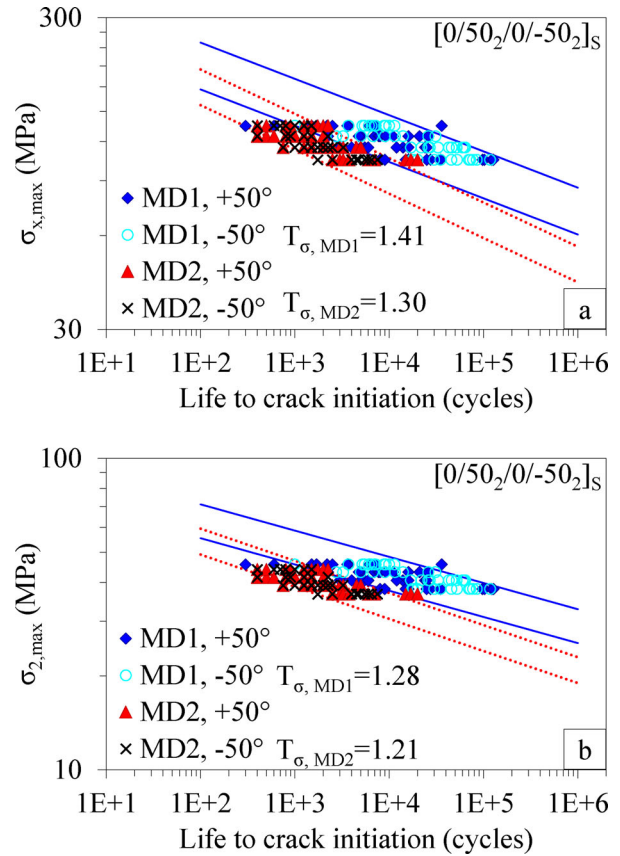 300
[0/50₂/0/-50₂]S
σx,max (MPa)
MD1, +50°
MD1, -50° Tσ, MD1=1.41
MD2, +50°
MD2, -50° Tσ, MD2=1.30
a
30
1E+1 1E+2 1E+3 1E+4 1E+5 1E+6
Life to crack initiation (cycles)
100
[0/50₂/0/-50₂]S
σ2,max (MPa)
MD1, +50°
MD1, -50° Tσ, MD1=1.28
MD2, +50°
MD2, -50° Tσ, MD2=1.21
b
10
1E+1 1E+2 1E+3 1E+4 1E+5 1E+6
Life to crack initiation (cycles)